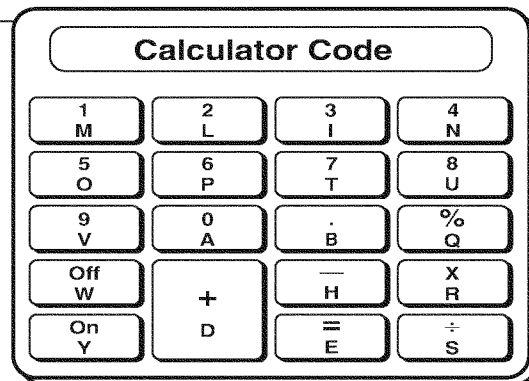 Calculator Code
1 2 3 4
M L I N
5 6 7 8
O P T U
9 0 . %
V A B Q
Off + — X
W D H R
On = ÷
Y E S